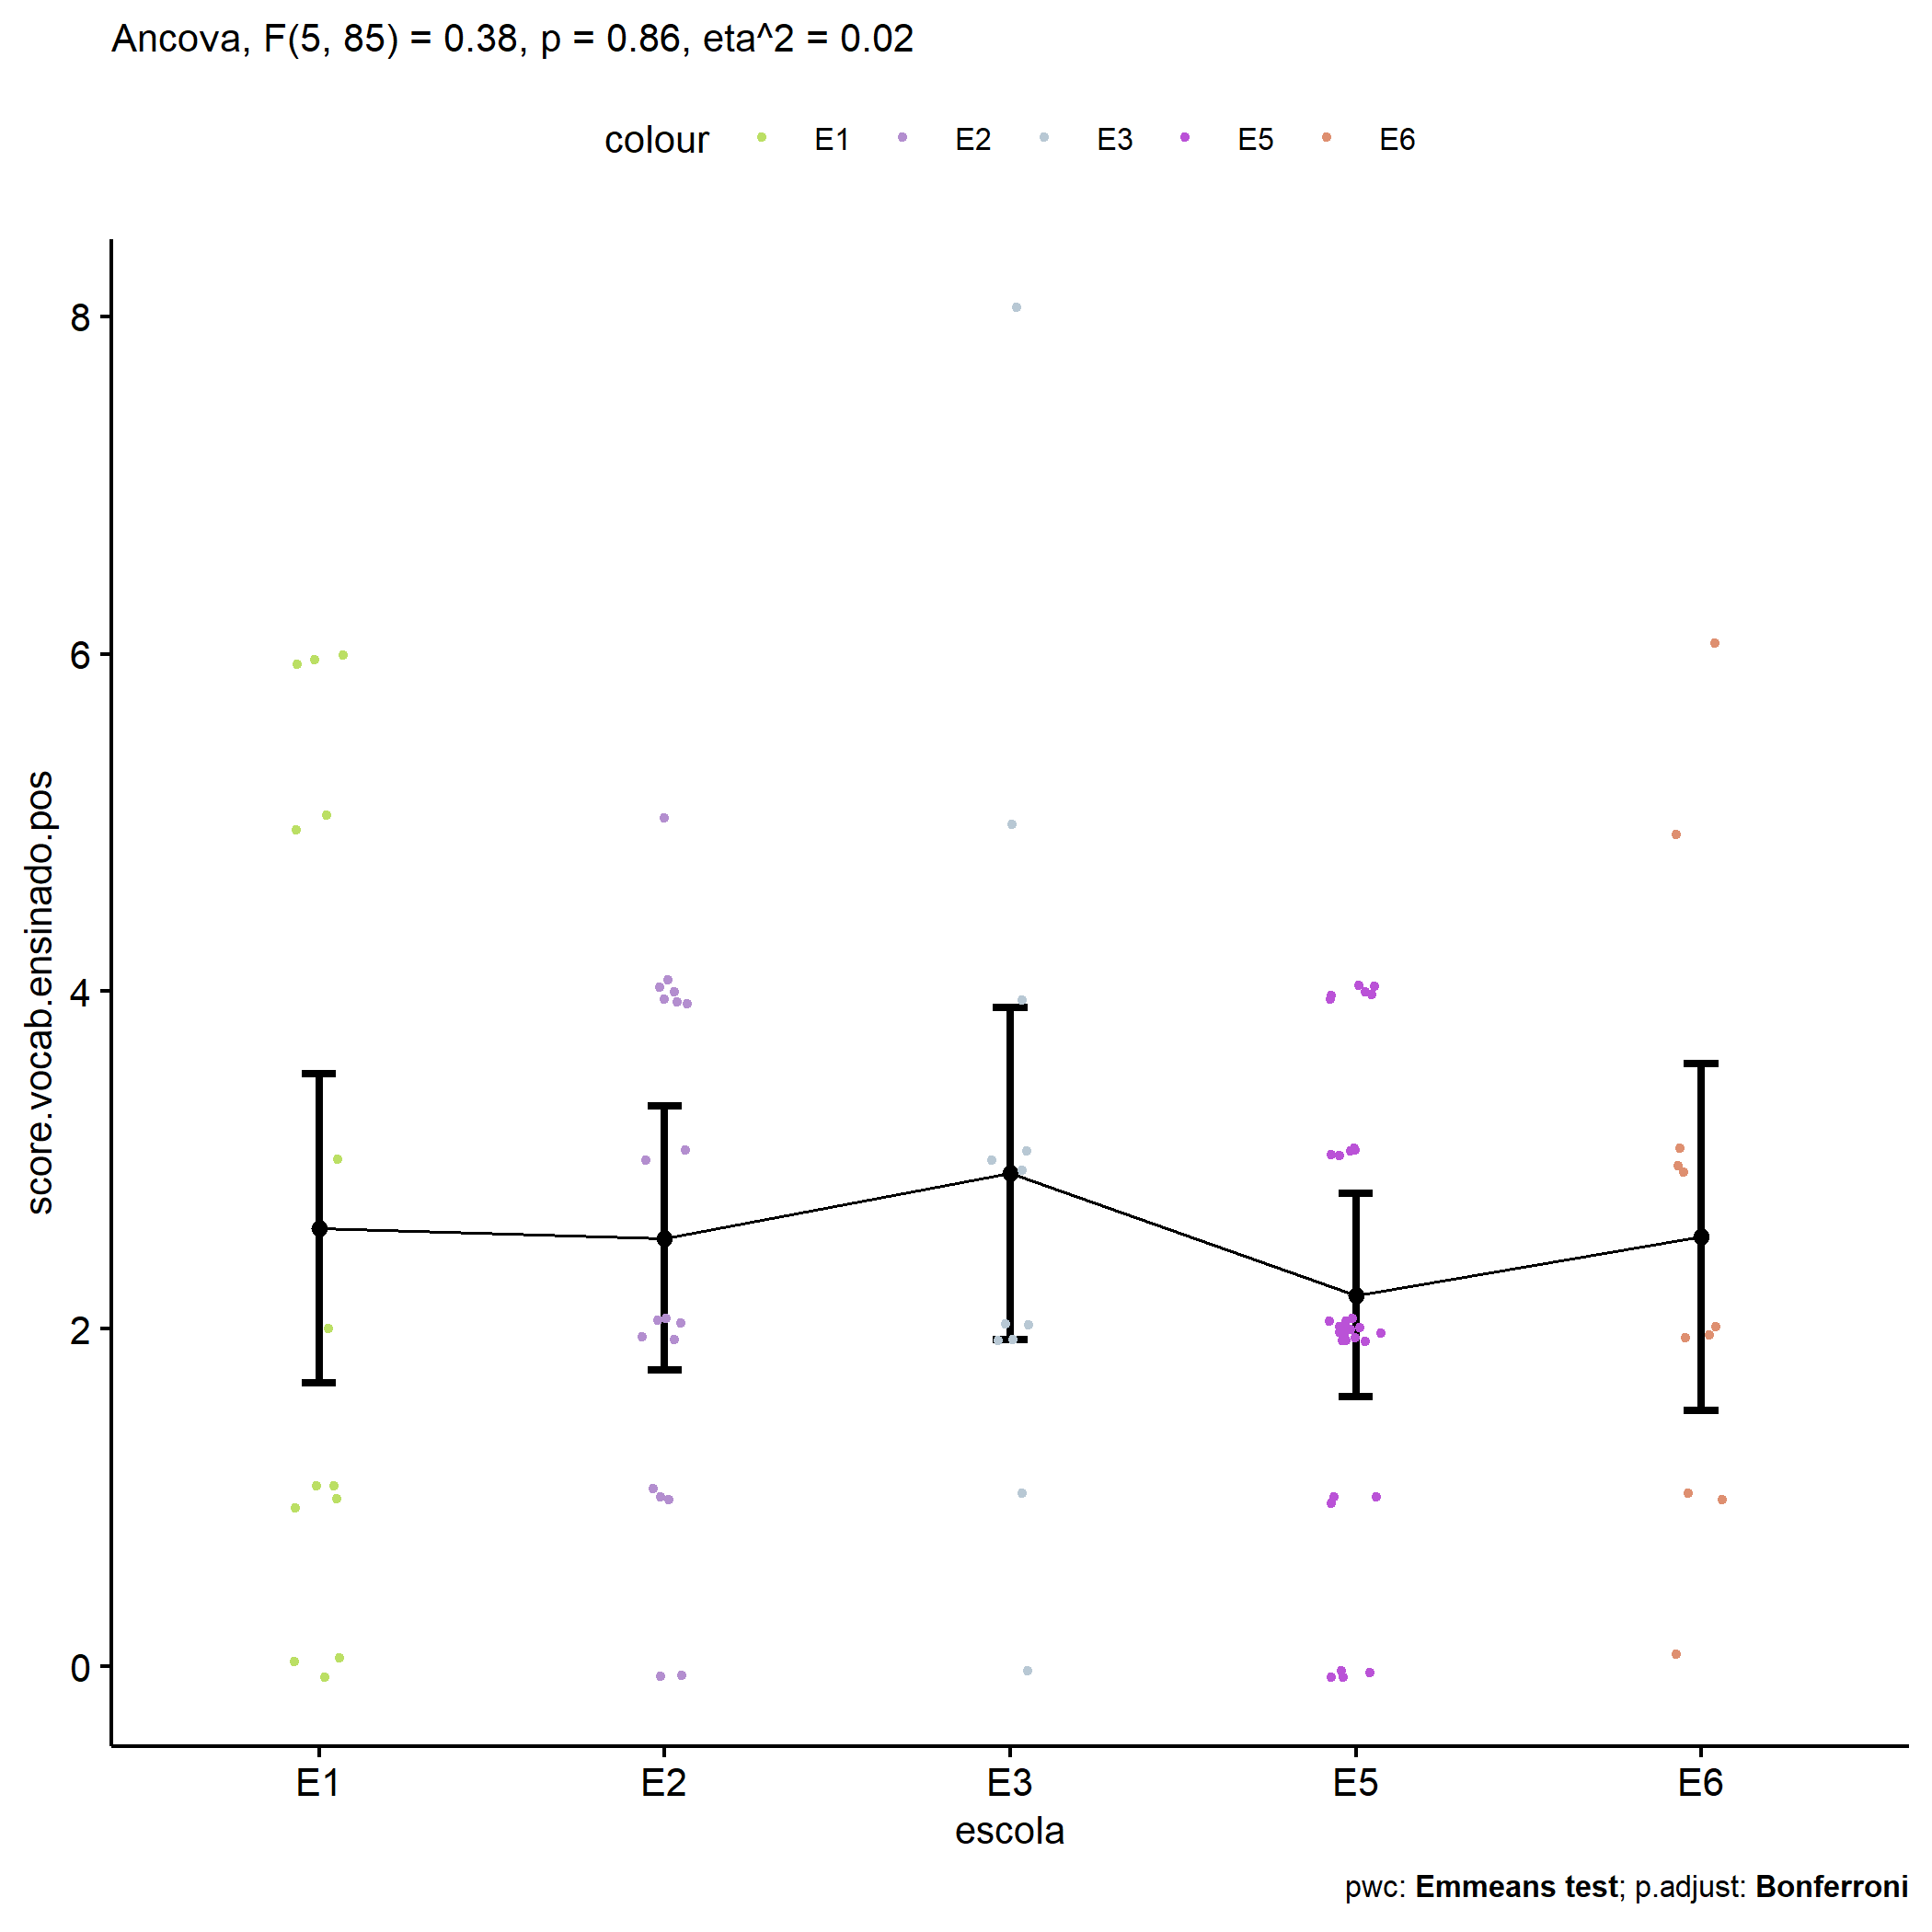 Ancova, F(5, 85) = 0.38, p = 0.86, eta^2 = 0.02
colour E1 E2 E3 E5 E6
score.vocab.ensinado.pos
8
6
4
2
0
E1 E2 E3 E5 E6
escola
pwc: Emmeans test; p.adjust: Bonferroni